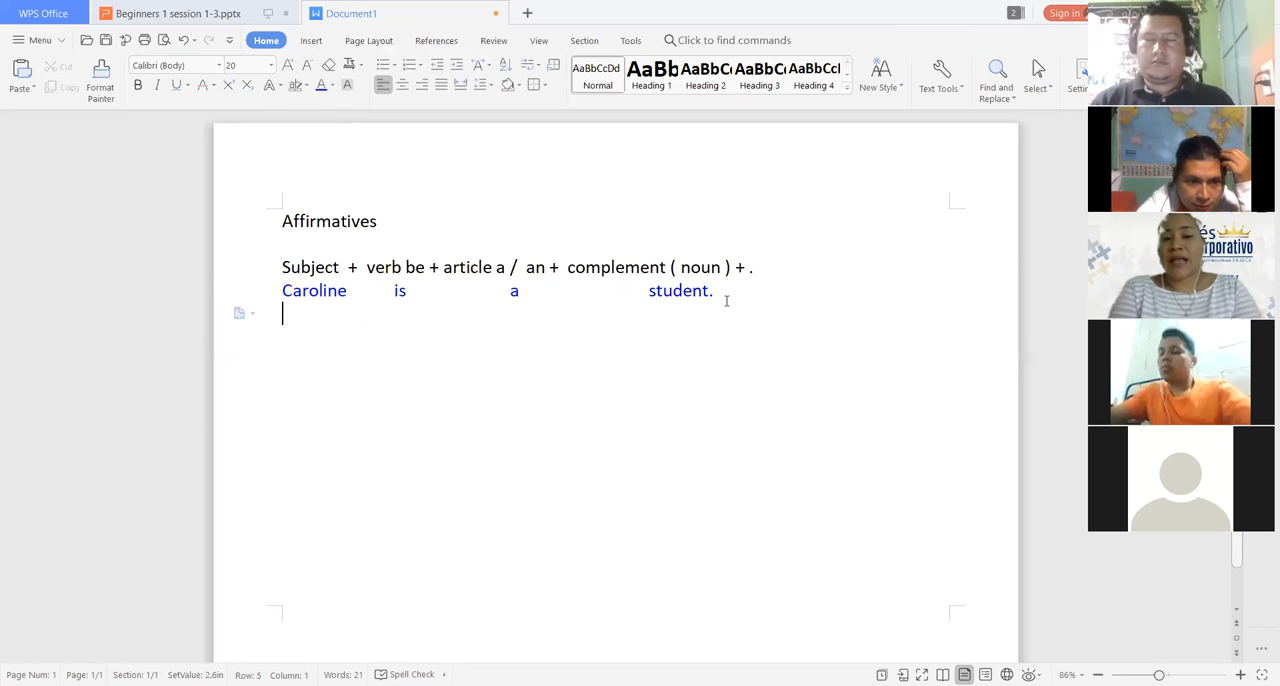 WPS Office
Beginners 1 session 1-3.pptx
Document1
2
Sign in
Menu
Home
Insert
Page Layout
References
Review
View
Section
Tools
Click to find commands
Paste
Cut
Copy
Format Painter
Calibri (Body)
20
AaBbCcDd
Normal
Heading 1
Heading 2
Heading 3
Heading 4
New Style
Text Tools
Find and Replace
Select
Affirmatives
Subject + verb be + article a / an + complement ( noun ) + .
Caroline is a student.
Page Num: 1
Page: 1/1
Section: 1/1
SetValue: 2.6in
Row: 5
Column: 1
Words: 21
Spell Check
86%